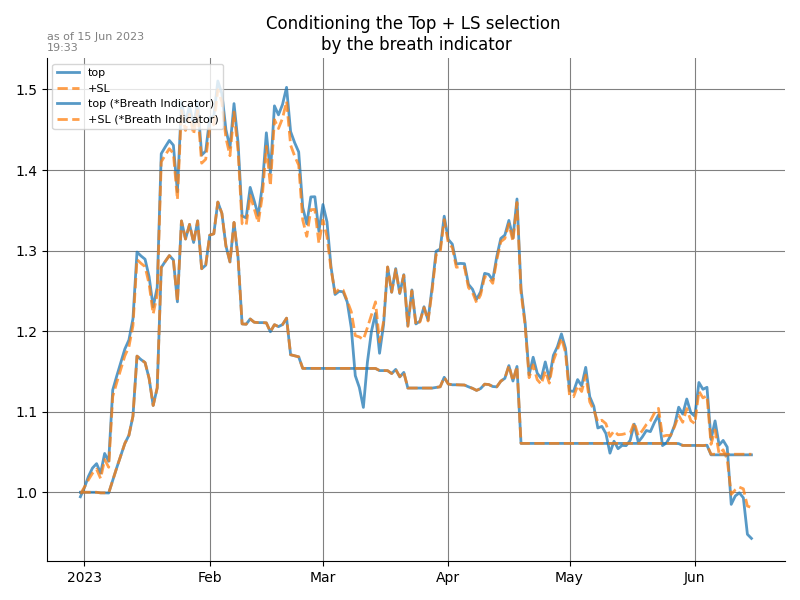 Conditioning the Top + LS selection
by the breath indicator
as of 15 Jun 2023
19:33
top
+SL
top (*Breath Indicator)
+SL (*Breath Indicator)
1.5
1.4
1.3
1.2
1.1
1.0
2023
Feb
Mar
Apr
May
Jun